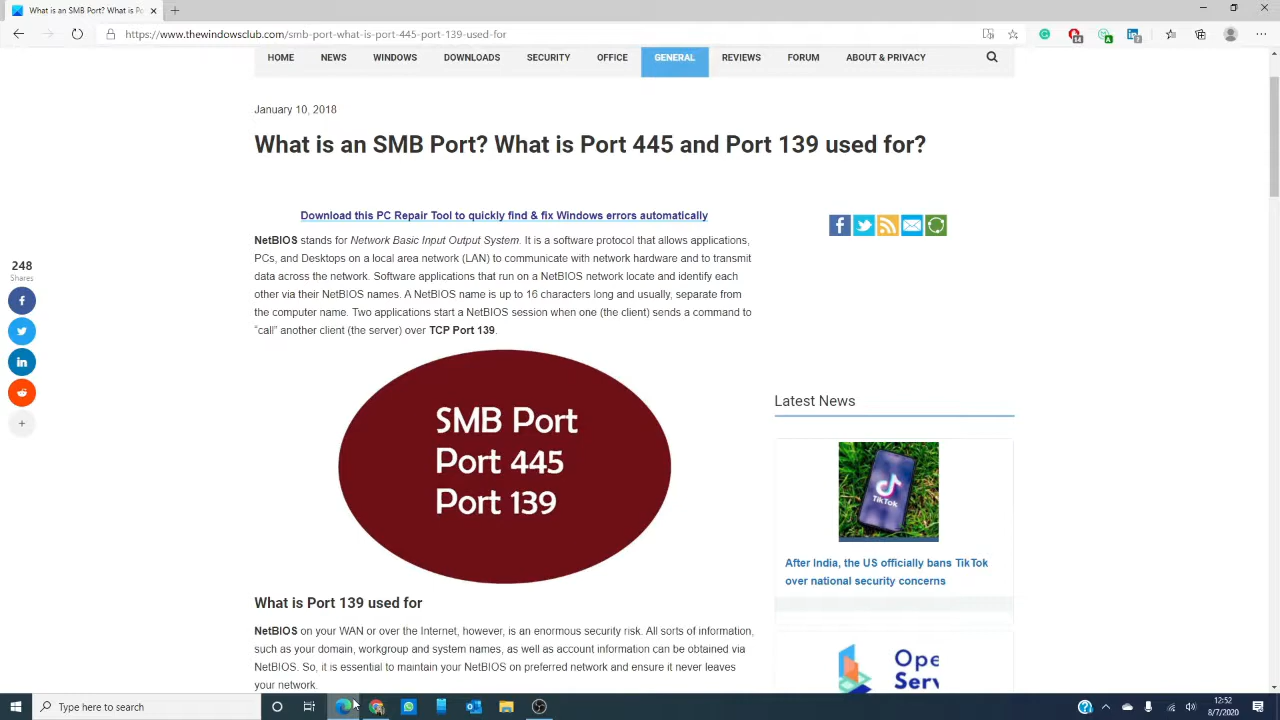 What is an SMB Port? What is Port
https://www.thewindowsclub.com/smb-port-what-is-port-445-port-139-used-for
HOME NEWS WINDOWS DOWNLOADS SECURITY OFFICE GENERAL REVIEWS FORUM ABOUT & PRIVACY
January 10, 2018
What is an SMB Port? What is Port 445 and Port 139 used for?
Download this PC Repair Tool to quickly find & fix Windows errors automatically
NetBIOS stands for Network Basic Input Output System. It is a software protocol that allows applications,
PCs, and Desktops on a local area network (LAN) to communicate with network hardware and to transmit
data across the network. Software applications that run on a NetBIOS network locate and identify each
other via their NetBIOS names. A NetBIOS name is up to 16 characters long and usually, separate from
the computer name. Two applications start a NetBIOS session when one (the client) sends a command to
“call” another client (the server) over TCP Port 139.
248
Shares
SMB Port
Port 445
Port 139
Latest News
TikTok
After India, the US officially bans TikTok
over national security concerns
What is Port 139 used for
NetBIOS on your WAN or over the Internet, however, is an enormous security risk. All sorts of information,
such as your domain, workgroup and system names, as well as account information can be obtained via
NetBIOS. So, it is essential to maintain your NetBIOS on preferred network and ensure it never leaves
your network.
Type here to search
12:52
8/7/2020